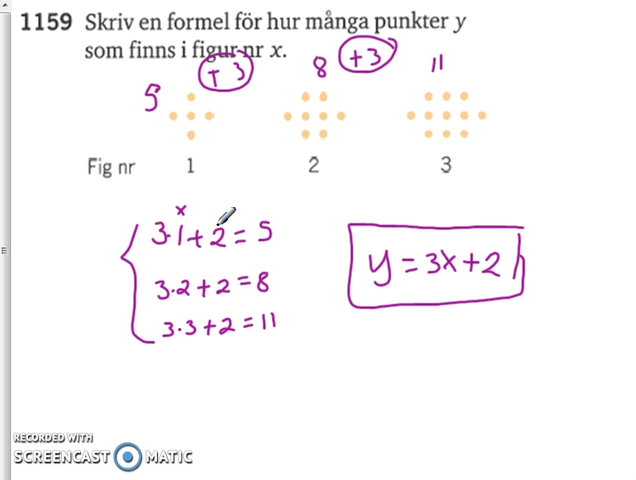 1159 Skriv en formel för hur många punkter y
som finns i figur nr x.
5 +3 8 +3 11
Fig nr 1 2 3
x
3·1+2=5
3·2+2=8
3·3+2=11
y=3x+2
RECORDED WITH
SCREENCAST MATIC